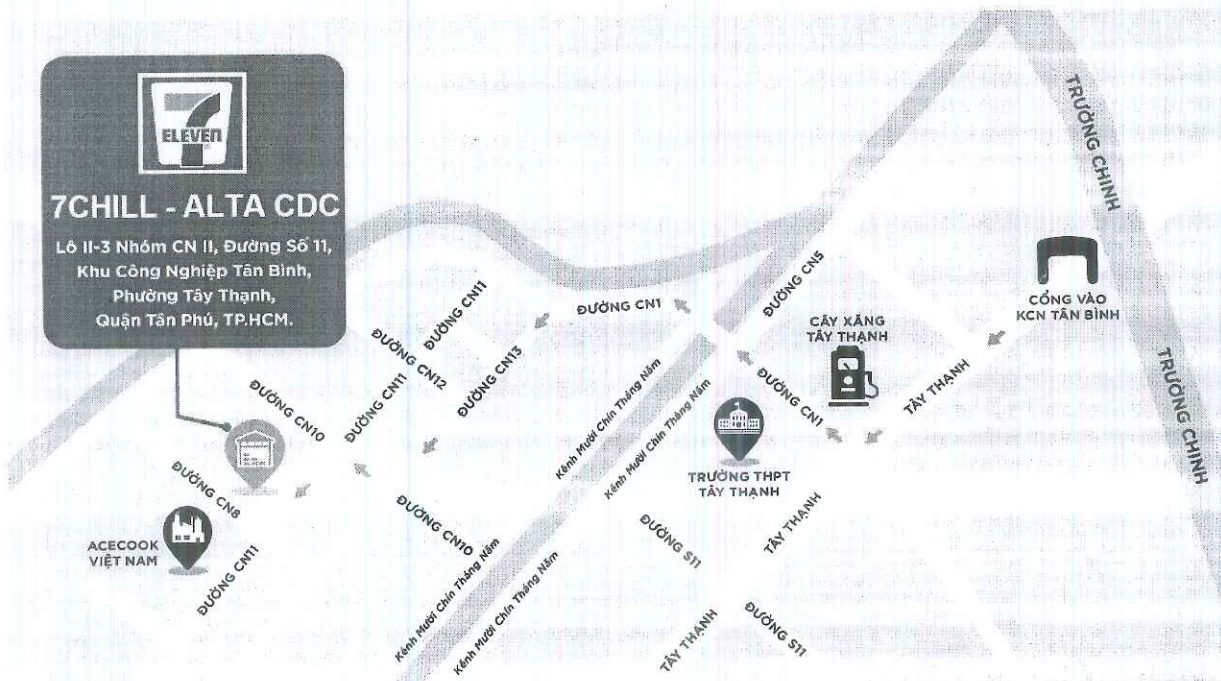 7
ELEVEN
7CHILL - ALTA CDC
Lô II-3 Nhóm CN II, Đường Số 11,
Khu Công Nghiệp Tân Bình,
Phường Tây Thạnh,
Quận Tân Phú, TP.HCM.
TRƯỜNG CHINH
TRƯỜNG CHINH
CỔNG VÀO
KCN TÂN BÌNH
ĐƯỜNG CN5
CÂY XĂNG
TÂY THẠNH
TÂY THẠNH
ĐƯỜNG CN1
ĐƯỜNG CN1
ĐƯỜNG CN11
ĐƯỜNG CN12
ĐƯỜNG CN13
ĐƯỜNG CN11
ĐƯỜNG CN10
Kênh Mười Chín Tháng Năm
Kênh Mười Chín Tháng Năm
TRƯỜNG THPT
TÂY THẠNH
ĐƯỜNG CN8
ACECOOK
VIỆT NAM
ĐƯỜNG CN11
ĐƯỜNG CN10
Kênh Mười Chín Tháng Năm
Kênh Mười Chín Tháng Năm
ĐƯỜNG S11
TÂY THẠNH
TÂY THẠNH
ĐƯỜNG S11